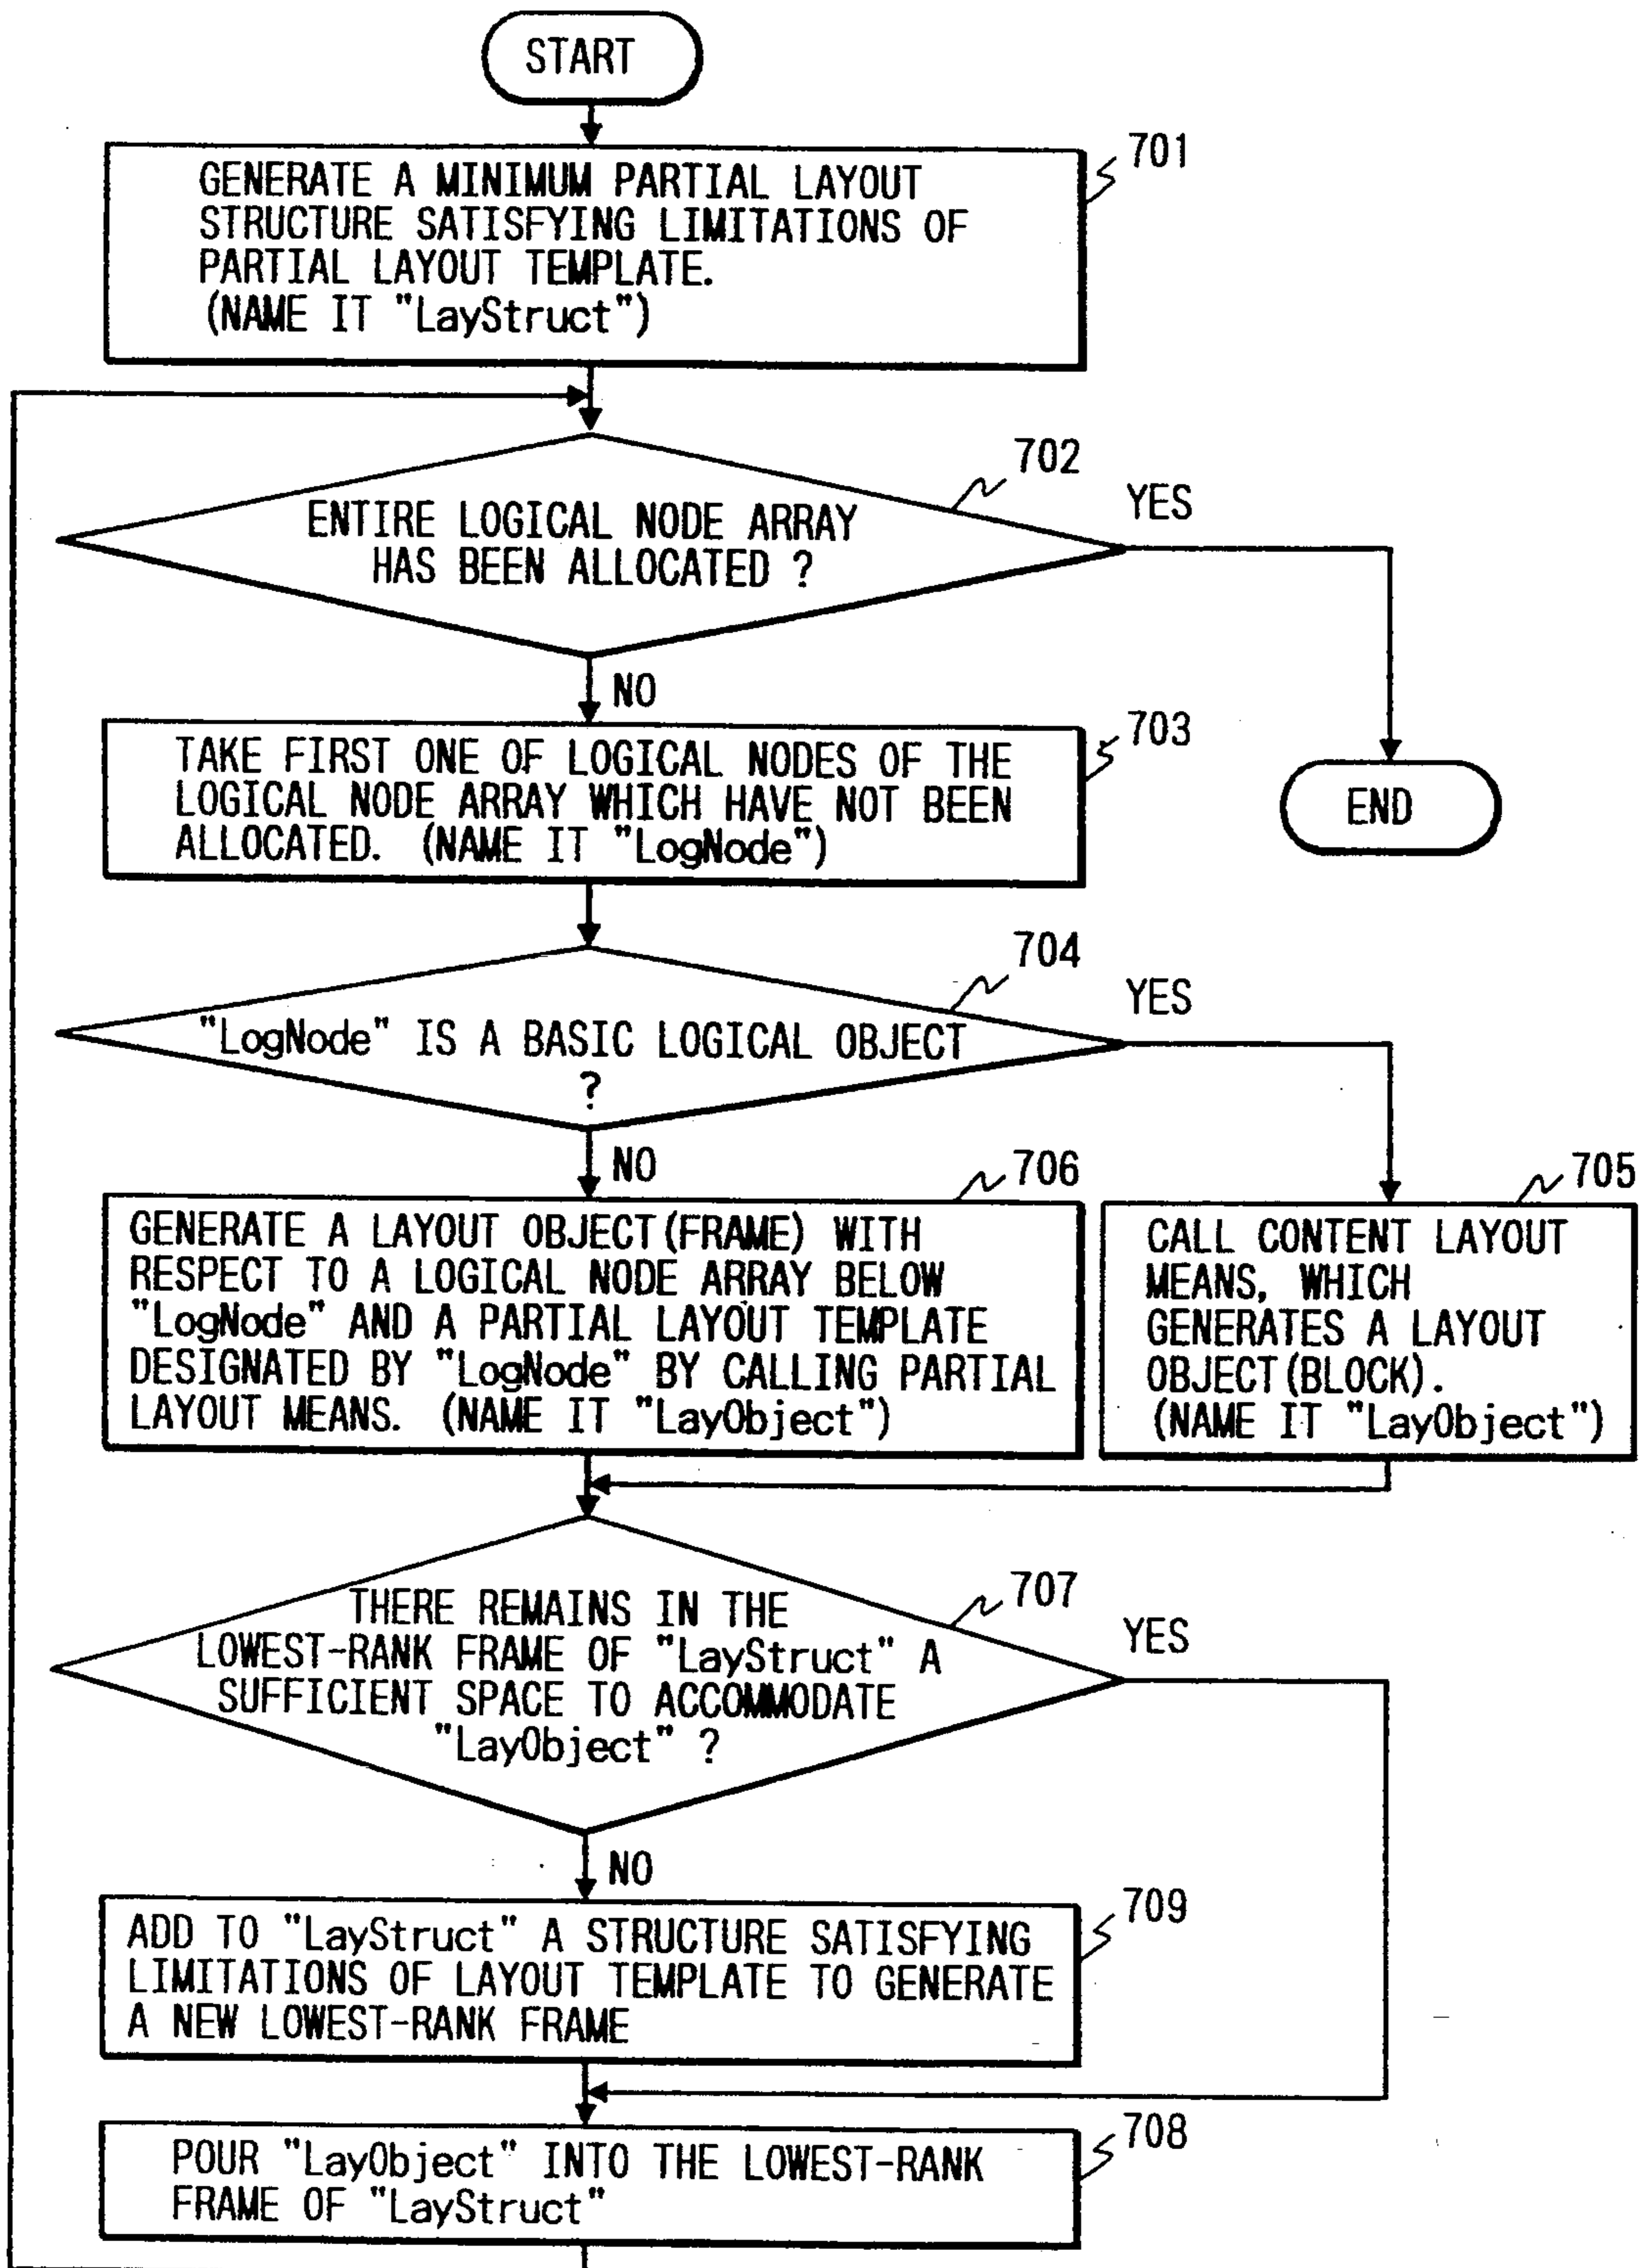 START
701
GENERATE A MINIMUM PARTIAL LAYOUT
STRUCTURE SATISFYING LIMITATIONS OF
PARTIAL LAYOUT TEMPLATE.
(NAME IT "LayStruct")
702
YES
ENTIRE LOGICAL NODE ARRAY
HAS BEEN ALLOCATED ?
NO
703
TAKE FIRST ONE OF LOGICAL NODES OF THE
LOGICAL NODE ARRAY WHICH HAVE NOT BEEN
ALLOCATED. (NAME IT "LogNode")
END
704
YES
"LogNode" IS A BASIC LOGICAL OBJECT
?
NO
706
GENERATE A LAYOUT OBJECT(FRAME) WITH
RESPECT TO A LOGICAL NODE ARRAY BELOW
"LogNode" AND A PARTIAL LAYOUT TEMPLATE
DESIGNATED BY "LogNode" BY CALLING PARTIAL
LAYOUT MEANS. (NAME IT "LayObject")
705
CALL CONTENT LAYOUT
MEANS, WHICH
GENERATES A LAYOUT
OBJECT(BLOCK).
(NAME IT "LayObject")
707
YES
THERE REMAINS IN THE
LOWEST-RANK FRAME OF "LayStruct" A
SUFFICIENT SPACE TO ACCOMMODATE
"LayObject" ?
NO
709
ADD TO "LayStruct" A STRUCTURE SATISFYING
LIMITATIONS OF LAYOUT TEMPLATE TO GENERATE
A NEW LOWEST-RANK FRAME
708
POUR "LayObject" INTO THE LOWEST-RANK
FRAME OF "LayStruct"